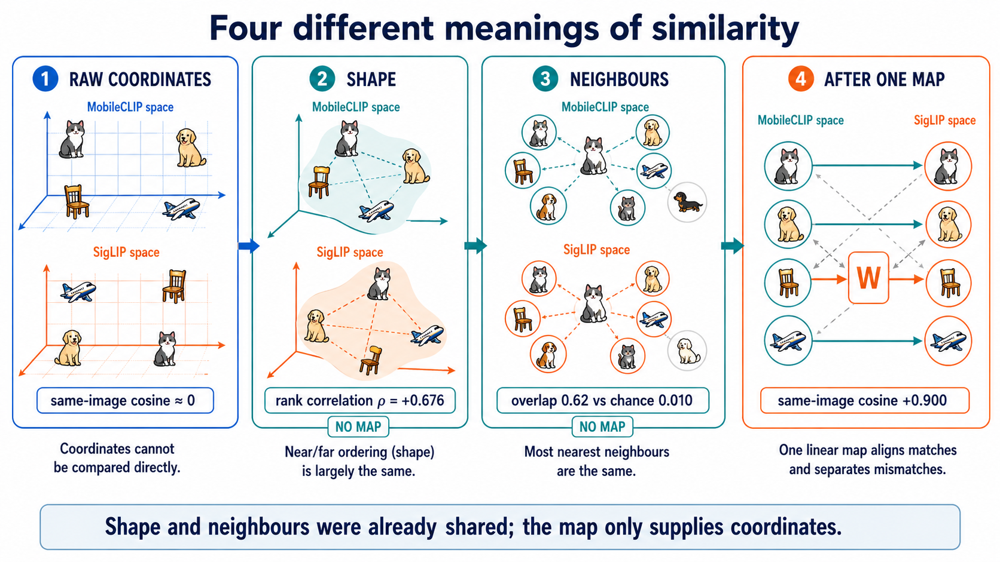 Four different meanings of similarity
1 RAW COORDINATES
MobileCLIP space
SigLIP space
same-image cosine ≈ 0
Coordinates cannot
be compared directly.
2 SHAPE
MobileCLIP space
SigLIP space
rank correlation ρ = +0.676
NO MAP
Near/far ordering (shape)
is largely the same.
3 NEIGHBOURS
MobileCLIP space
SigLIP space
overlap 0.62 vs chance 0.010
NO MAP
Most nearest neighbours
are the same.
4 AFTER ONE MAP
MobileCLIP space
SigLIP space
W
same-image cosine +0.900
One linear map aligns matches
and separates mismatches.
Shape and neighbours were already shared; the map only supplies coordinates.